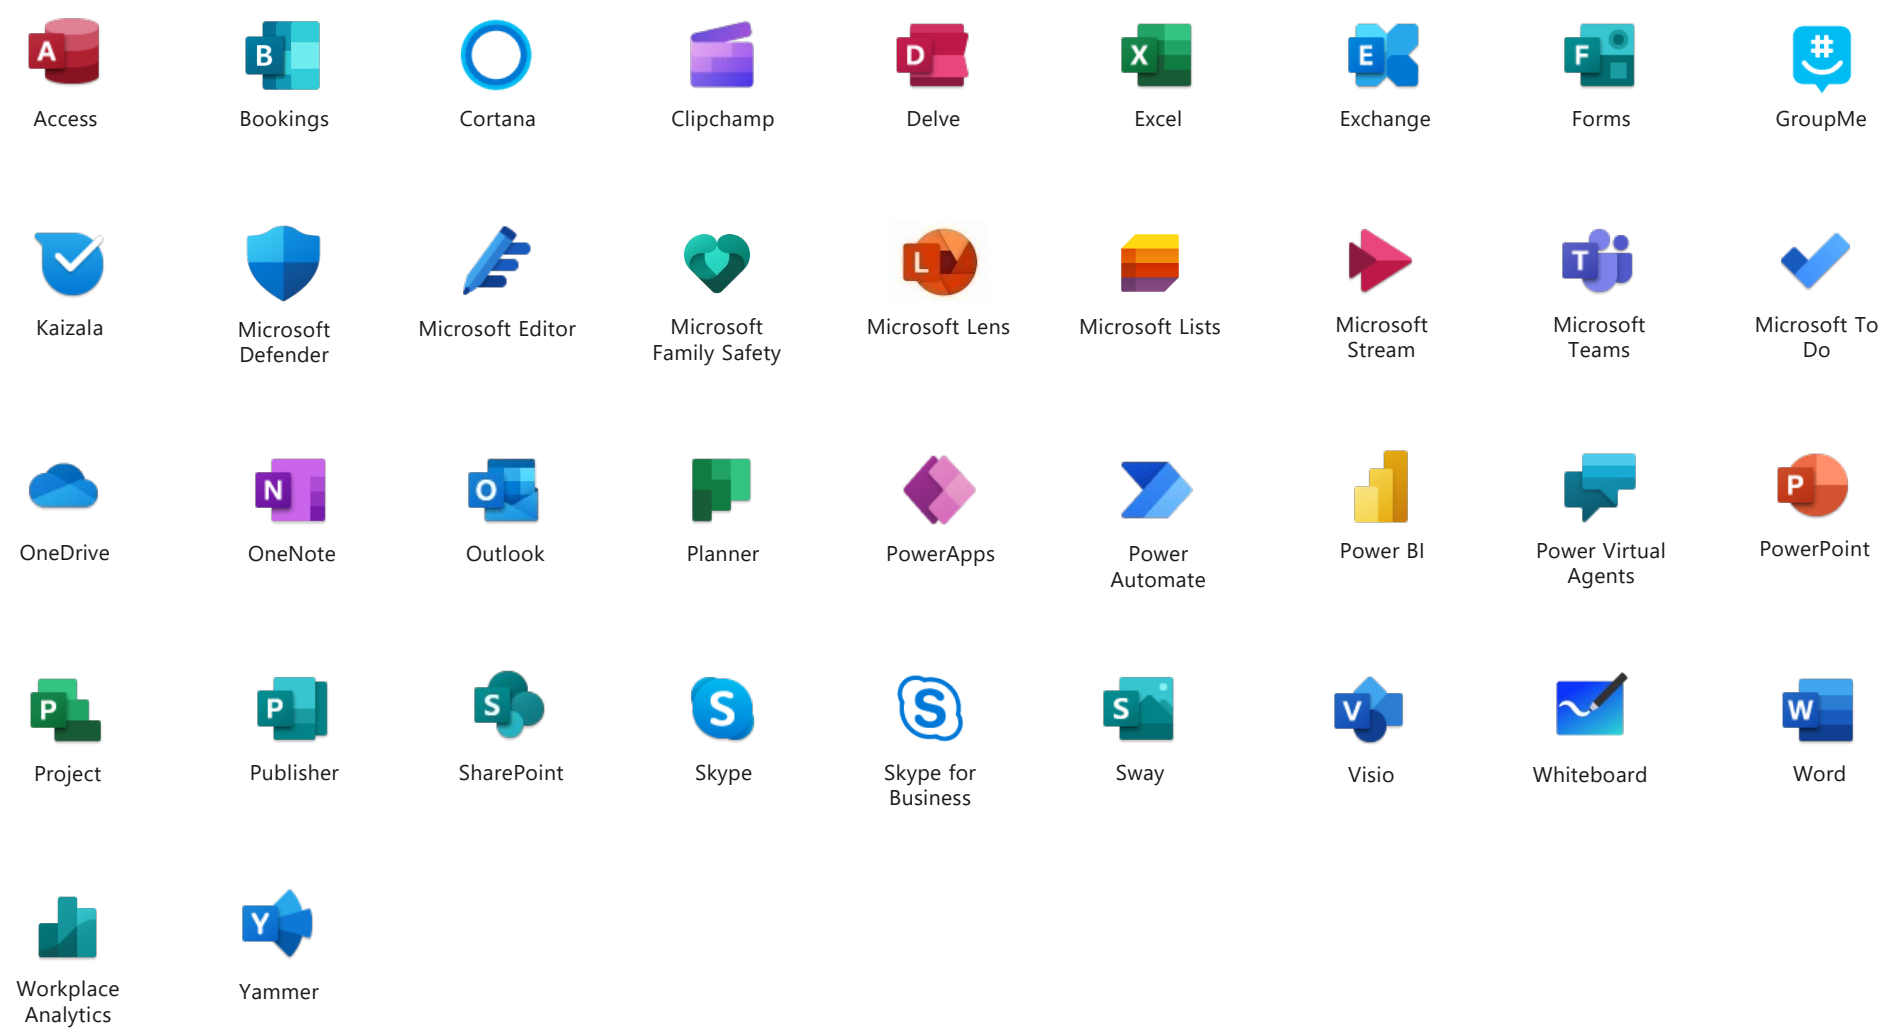 A
B
D
X
E
F
#
Access
Bookings
Cortana
Clipchamp
Delve
Excel
Exchange
Forms
GroupMe
L
T
Kaizala
Microsoft
Defender
Microsoft Editor
Microsoft
Family Safety
Microsoft Lens
Microsoft Lists
Microsoft
Stream
Microsoft
Teams
Microsoft To
Do
N
O
P
OneDrive
OneNote
Outlook
Planner
PowerApps
Power
Automate
Power BI
Power Virtual
Agents
PowerPoint
P
P
S
S
S
S
V
W
Project
Publisher
SharePoint
Skype
Skype for
Business
Sway
Visio
Whiteboard
Word
Y
Workplace
Analytics
Yammer